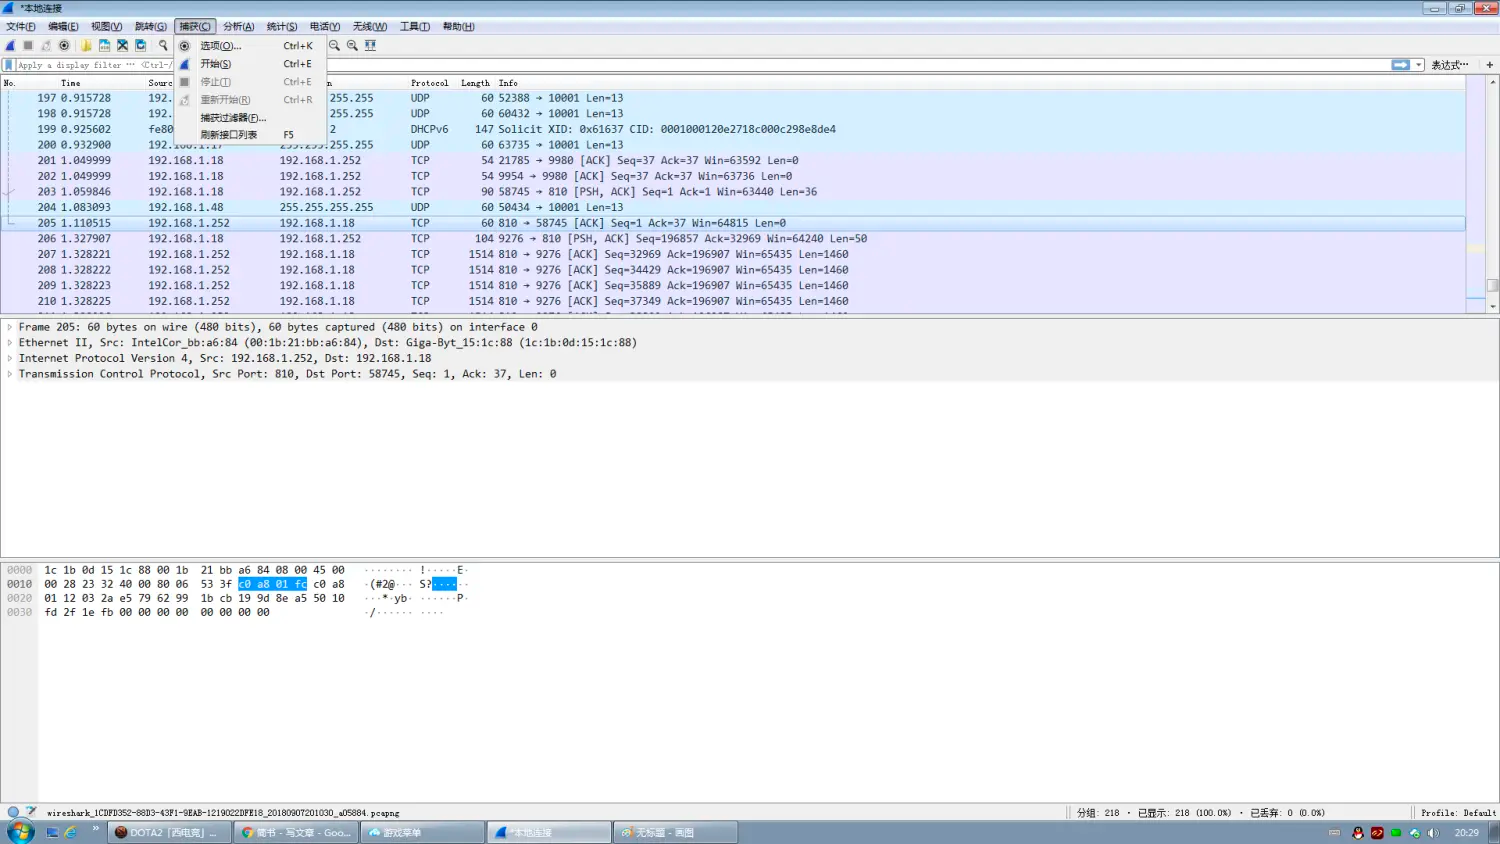 *本地连接
文件(F) 编辑(E) 视图(V) 跳转(G) 捕获(C) 分析(A) 统计(S) 电话(Y) 无线(W) 工具(T) 帮助(H)
选项(O)... Ctrl+K
开始(S) Ctrl+E
停止(T) Ctrl+E
重新开始(R) Ctrl+R
捕获过滤器(F)...
刷新接口列表 F5
Apply a display filter ··· <Ctrl-/ 表达式··· +
No. Time Sourc n Protocol Length Info
197 0.915728 192. 255.255 UDP 60 52388 → 10001 Len=13
198 0.915728 192. 255.255 UDP 60 60432 → 10001 Len=13
199 0.925602 fe80 2 DHCPv6 147 Solicit XID: 0x61637 CID: 0001000120e2718c000c298e8de4
200 0.932900 192.168.1.17 255.255.255.255 UDP 60 63735 → 10001 Len=13
201 1.049999 192.168.1.18 192.168.1.252 TCP 54 21785 → 9980 [ACK] Seq=37 Ack=37 Win=63592 Len=0
202 1.049999 192.168.1.18 192.168.1.252 TCP 54 9954 → 9980 [ACK] Seq=37 Ack=37 Win=63736 Len=0
203 1.059846 192.168.1.18 192.168.1.252 TCP 90 58745 → 810 [PSH, ACK] Seq=1 Ack=1 Win=63440 Len=36
204 1.083093 192.168.1.48 255.255.255.255 UDP 60 50434 → 10001 Len=13
205 1.110515 192.168.1.252 192.168.1.18 TCP 60 810 → 58745 [ACK] Seq=1 Ack=37 Win=64815 Len=0
206 1.327907 192.168.1.18 192.168.1.252 TCP 104 9276 → 810 [PSH, ACK] Seq=196857 Ack=32969 Win=64240 Len=50
207 1.328221 192.168.1.252 192.168.1.18 TCP 1514 810 → 9276 [ACK] Seq=32969 Ack=196907 Win=65435 Len=1460
208 1.328222 192.168.1.252 192.168.1.18 TCP 1514 810 → 9276 [ACK] Seq=34429 Ack=196907 Win=65435 Len=1460
209 1.328223 192.168.1.252 192.168.1.18 TCP 1514 810 → 9276 [ACK] Seq=35889 Ack=196907 Win=65435 Len=1460
210 1.328225 192.168.1.252 192.168.1.18 TCP 1514 810 → 9276 [ACK] Seq=37349 Ack=196907 Win=65435 Len=1460
Frame 205: 60 bytes on wire (480 bits), 60 bytes captured (480 bits) on interface 0
Ethernet II, Src: IntelCor_bb:a6:84 (00:1b:21:bb:a6:84), Dst: Giga-Byt_15:1c:88 (1c:1b:0d:15:1c:88)
Internet Protocol Version 4, Src: 192.168.1.252, Dst: 192.168.1.18
Transmission Control Protocol, Src Port: 810, Dst Port: 58745, Seq: 1, Ack: 37, Len: 0
0000 1c 1b 0d 15 1c 88 00 1b 21 bb a6 84 08 00 45 00 ········ !·····E·
0010 00 28 23 32 40 00 80 06 53 3f c0 a8 01 fc c0 a8 ·(#2@··· S?······
0020 01 12 03 2a e5 79 62 99 1b cb 19 9d 8e a5 50 10 ···*·yb· ······P·
0030 fd 2f 1e fb 00 00 00 00 00 00 00 00 ·/······ ····
wireshark_1CDFD352-88D3-43F1-9EAB-1219022DFE18_20180907201030_a05884.pcapng 分组: 218 · 已显示: 218 (100.0%) · 已丢弃: 0 (0.0%) Profile: Default
» DOTA2「西电竞」... 简书 - 写文章 - Goo... 游戏菜单 *本地连接 无标题 - 画图 20:29